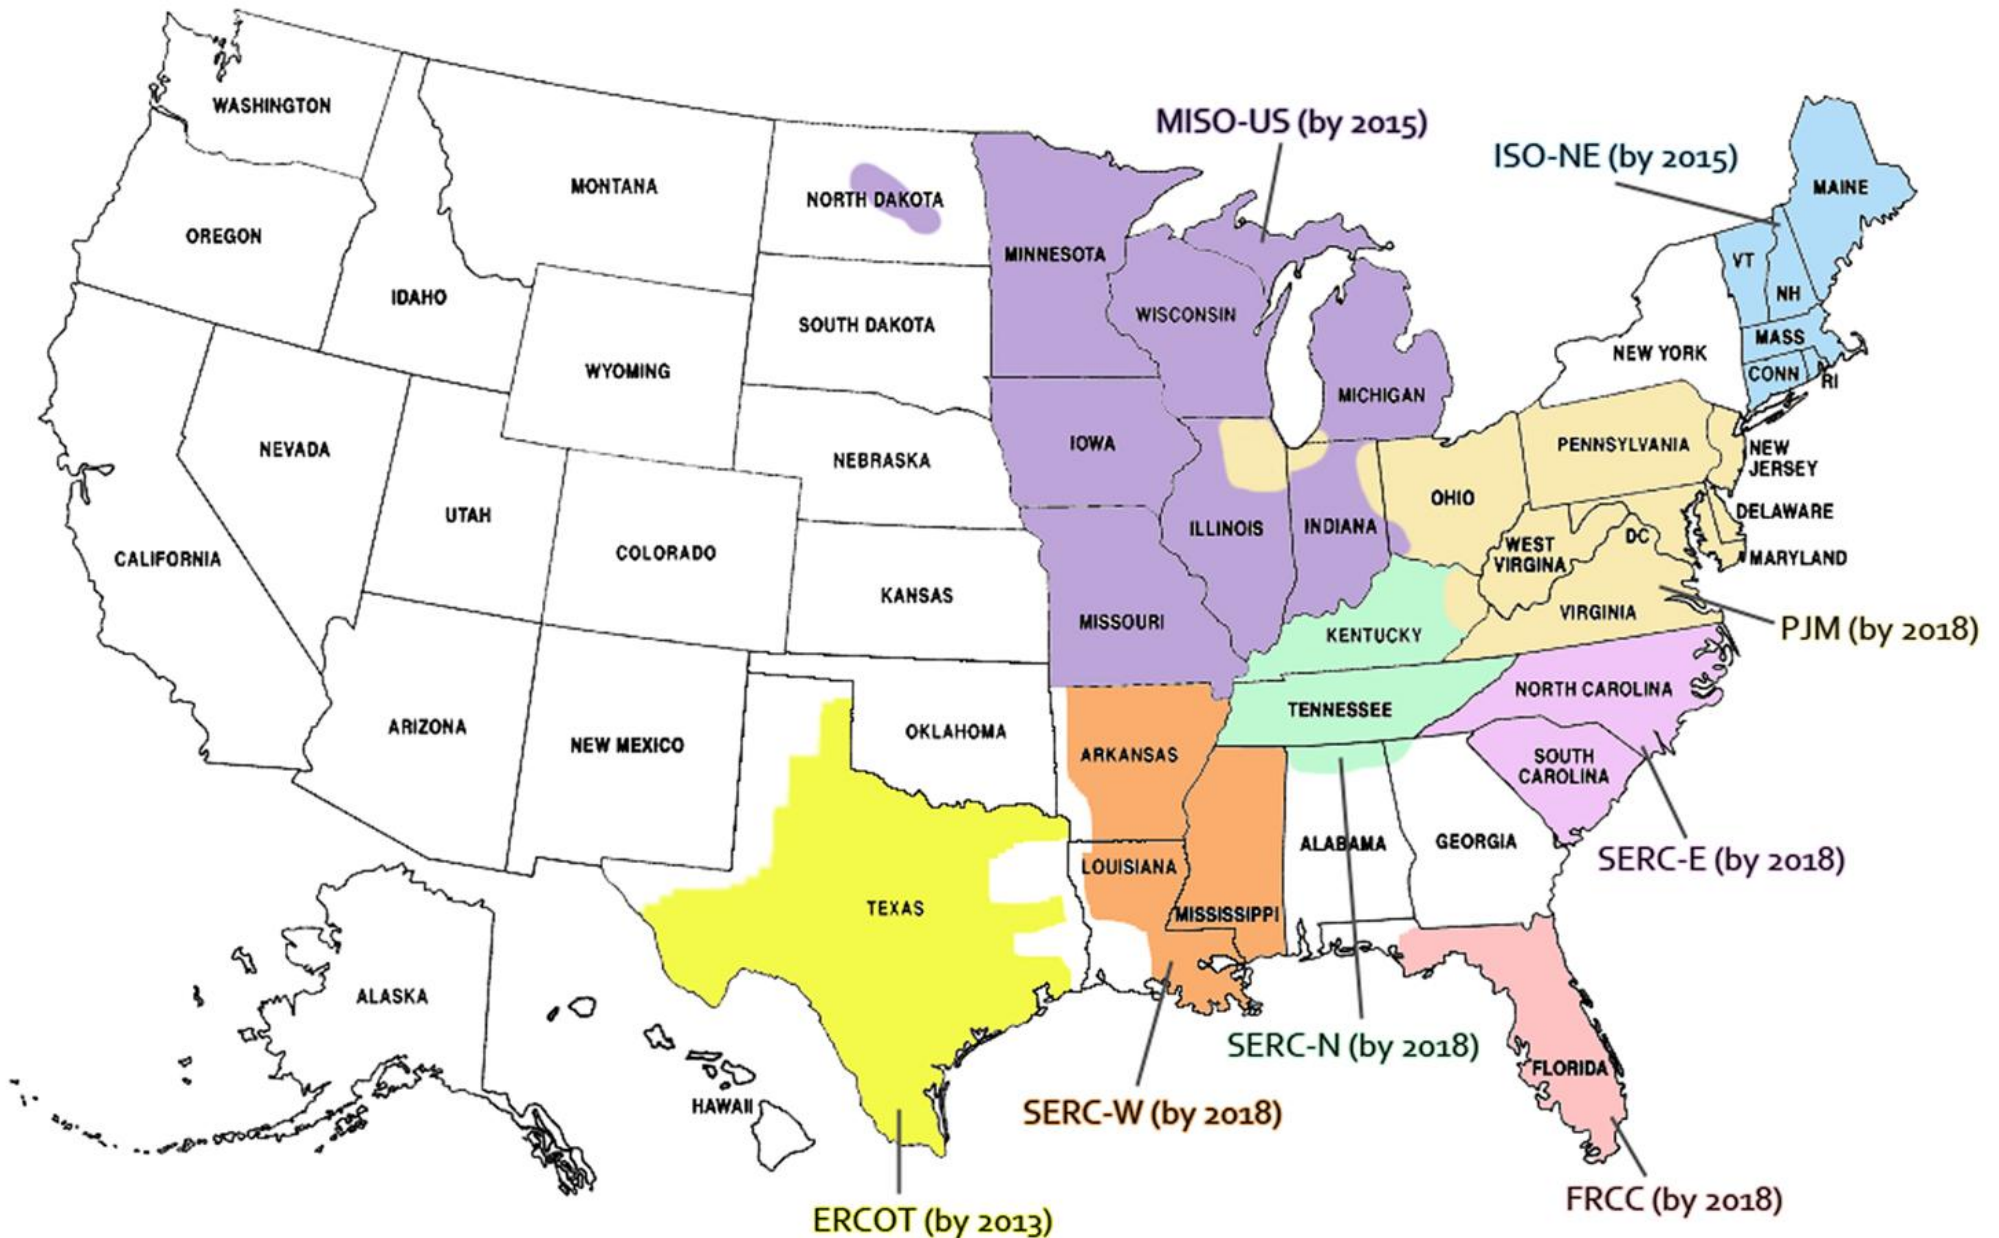 WASHINGTON
MONTANA
NORTH DAKOTA
MISO-US (by 2015)
ISO-NE (by 2015)
MAINE
OREGON
IDAHO
MINNESOTA
VT
NH
SOUTH DAKOTA
WISCONSIN
MASS
NEW YORK
WYOMING
CONN
RI
MICHIGAN
NEVADA
NEBRASKA
IOWA
PENNSYLVANIA
NEW
JERSEY
UTAH
COLORADO
OHIO
DELAWARE
ILLINOIS
INDIANA
DC
CALIFORNIA
WEST
VIRGINA
MARYLAND
KANSAS
MISSOURI
KENTUCKY
VIRGINIA
PJM (by 2018)
ARIZONA
NEW MEXICO
OKLAHOMA
ARKANSAS
TENNESSEE
NORTH CAROLINA
SOUTH
CAROLINA
TEXAS
LOUISIANA
MISSISSIPPI
ALABAMA
GEORGIA
SERC-E (by 2018)
ALASKA
HAWAII
SERC-N (by 2018)
FLORIDA
SERC-W (by 2018)
FRCC (by 2018)
ERCOT (by 2013)